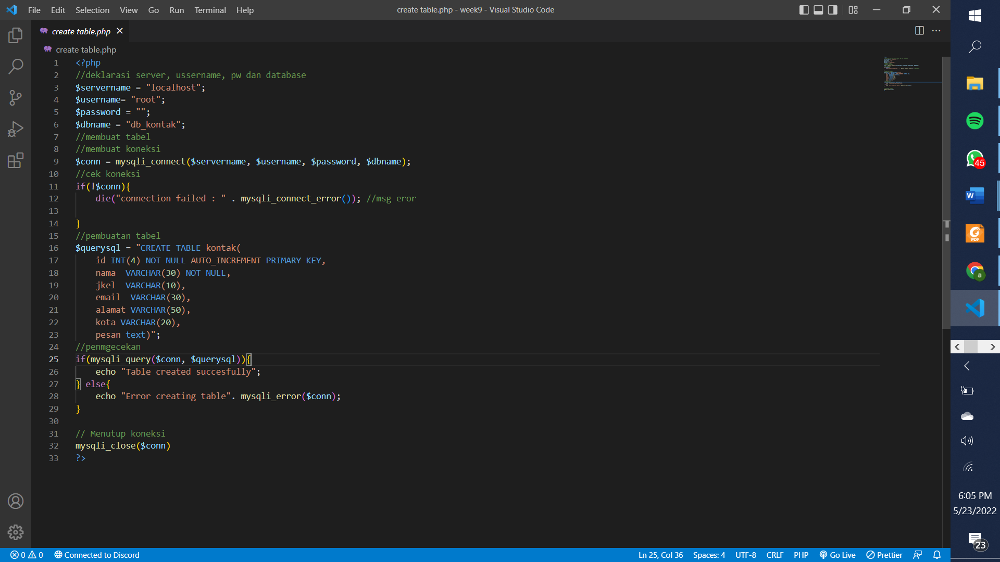 File Edit Selection View Go Run Terminal Help
create table.php - week9 - Visual Studio Code
create table.php
create table.php
1 <?php
2 //deklarasi server, ussername, pw dan database
3 $servername = "localhost";
4 $username= "root";
5 $password = "";
6 $dbname = "db_kontak";
7 //membuat tabel
8 //membuat koneksi
9 $conn = mysqli_connect($servername, $username, $password, $dbname);
10 //cek koneksi
11 if(!$conn){
12 die("connection failed : " . mysqli_connect_error()); //msg eror
13
14 }
15 //pembuatan tabel
16 $querysql = "CREATE TABLE kontak(
17 id INT(4) NOT NULL AUTO_INCREMENT PRIMARY KEY,
18 nama  VARCHAR(30) NOT NULL,
19 jkel  VARCHAR(10),
20 email  VARCHAR(30),
21 alamat VARCHAR(50),
22 kota VARCHAR(20),
23 pesan text)";
24 //penmgecekan
25 if(mysqli_query($conn, $querysql)){
26 echo "Table created succesfully";
27 } else{
28 echo "Error creating table". mysqli_error($conn);
29 }
30
31 // Menutup koneksi
32 mysqli_close($conn)
33 ?>
45
W
PDF
a
6:05 PM
5/23/2022
23
0 0 Connected to Discord
Ln 25, Col 36 Spaces: 4 UTF-8 CRLF PHP Go Live Prettier